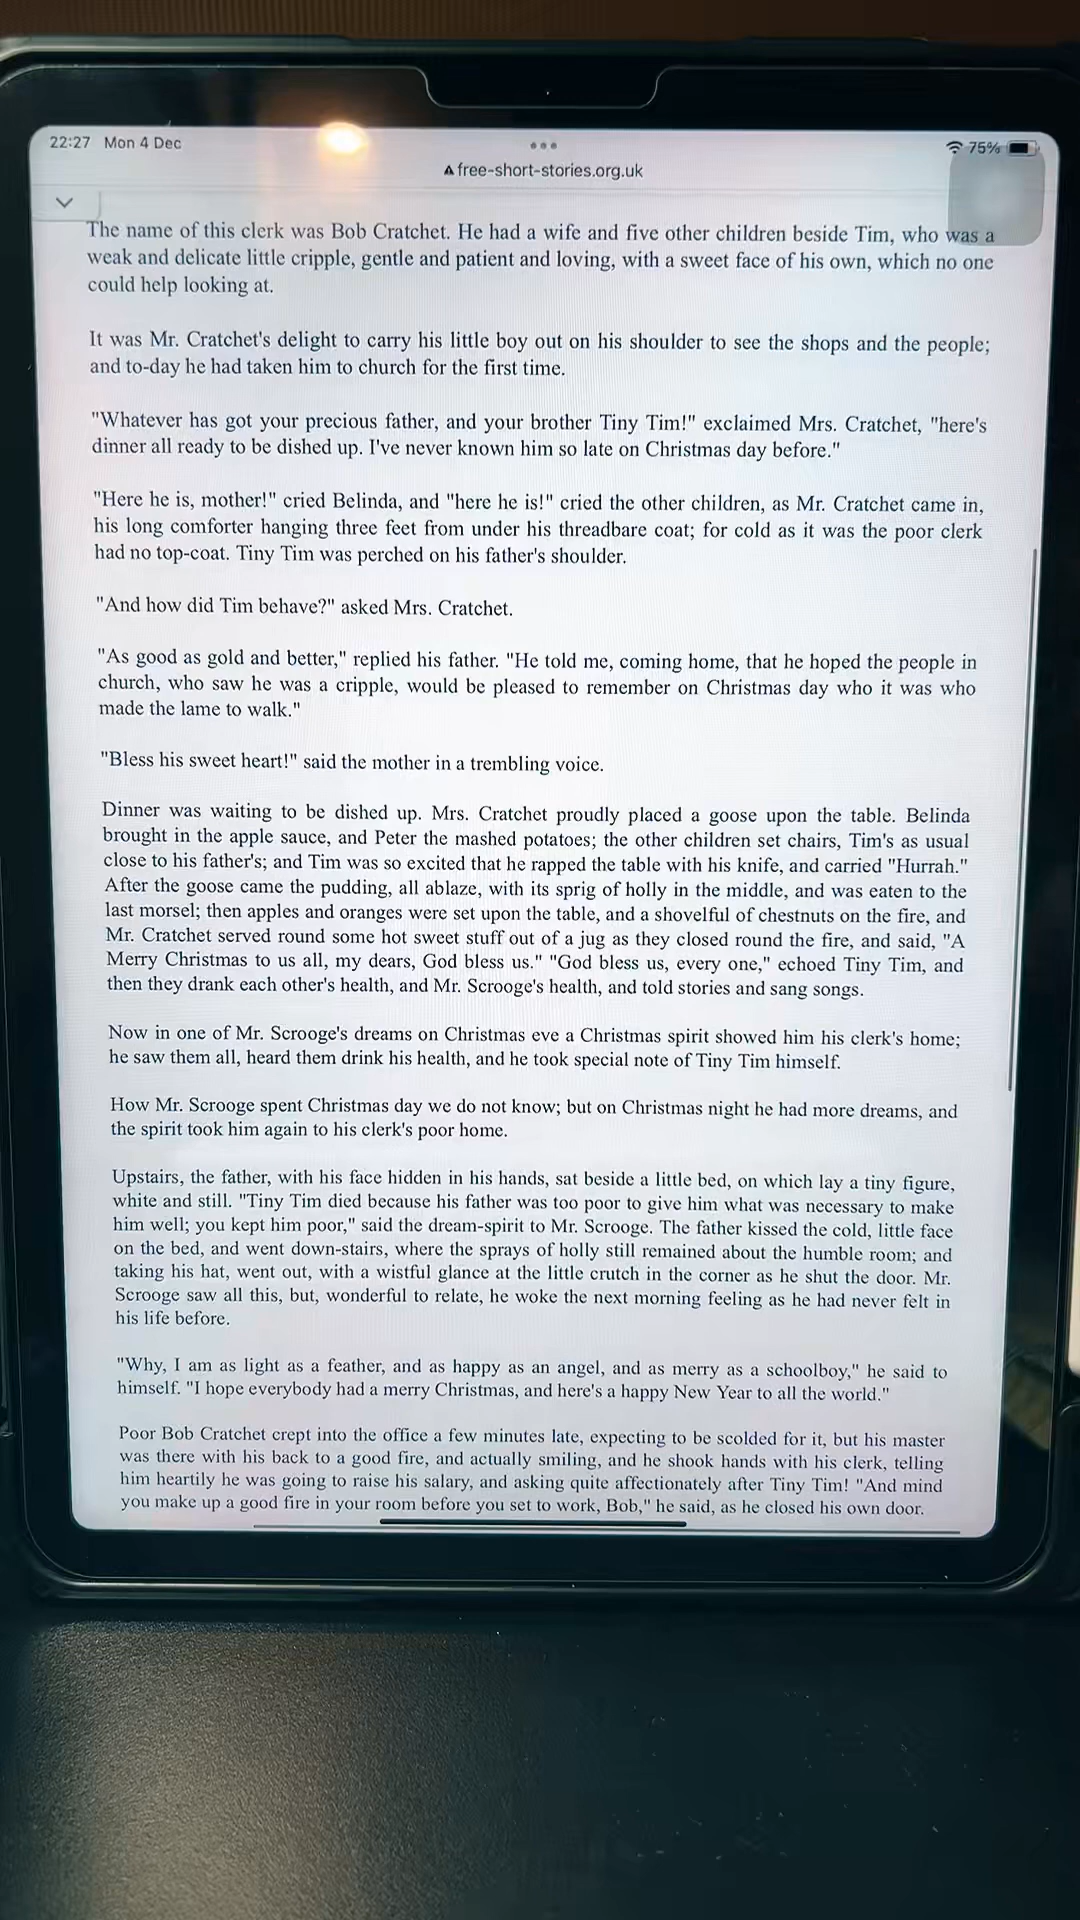 22:27 Mon 4 Dec
75%
free-short-stories.org.uk
The name of this clerk was Bob Cratchet. He had a wife and five other children beside Tim, who was a
weak and delicate little cripple, gentle and patient and loving, with a sweet face of his own, which no one
could help looking at.
It was Mr. Cratchet's delight to carry his little boy out on his shoulder to see the shops and the people;
and to-day he had taken him to church for the first time.
"Whatever has got your precious father, and your brother Tiny Tim!" exclaimed Mrs. Cratchet, "here's
dinner all ready to be dished up. I've never known him so late on Christmas day before."
"Here he is, mother!" cried Belinda, and "here he is!" cried the other children, as Mr. Cratchet came in,
his long comforter hanging three feet from under his threadbare coat; for cold as it was the poor clerk
had no top-coat. Tiny Tim was perched on his father's shoulder.
"And how did Tim behave?" asked Mrs. Cratchet.
"As good as gold and better," replied his father. "He told me, coming home, that he hoped the people in
church, who saw he was a cripple, would be pleased to remember on Christmas day who it was who
made the lame to walk."
"Bless his sweet heart!" said the mother in a trembling voice.
Dinner was waiting to be dished up. Mrs. Cratchet proudly placed a goose upon the table. Belinda
brought in the apple sauce, and Peter the mashed potatoes; the other children set chairs, Tim's as usual
close to his father's; and Tim was so excited that he rapped the table with his knife, and carried "Hurrah."
After the goose came the pudding, all ablaze, with its sprig of holly in the middle, and was eaten to the
last morsel; then apples and oranges were set upon the table, and a shovelful of chestnuts on the fire, and
Mr. Cratchet served round some hot sweet stuff out of a jug as they closed round the fire, and said, "A
Merry Christmas to us all, my dears, God bless us." "God bless us, every one," echoed Tiny Tim, and
then they drank each other's health, and Mr. Scrooge's health, and told stories and sang songs.
Now in one of Mr. Scrooge's dreams on Christmas eve a Christmas spirit showed him his clerk's home;
he saw them all, heard them drink his health, and he took special note of Tiny Tim himself.
How Mr. Scrooge spent Christmas day we do not know; but on Christmas night he had more dreams, and
the spirit took him again to his clerk's poor home.
Upstairs, the father, with his face hidden in his hands, sat beside a little bed, on which lay a tiny figure,
white and still. "Tiny Tim died because his father was too poor to give him what was necessary to make
him well; you kept him poor," said the dream-spirit to Mr. Scrooge. The father kissed the cold, little face
on the bed, and went down-stairs, where the sprays of holly still remained about the humble room; and
taking his hat, went out, with a wistful glance at the little crutch in the corner as he shut the door. Mr.
Scrooge saw all this, but, wonderful to relate, he woke the next morning feeling as he had never felt in
his life before.
"Why, I am as light as a feather, and as happy as an angel, and as merry as a schoolboy," he said to
himself. "I hope everybody had a merry Christmas, and here's a happy New Year to all the world."
Poor Bob Cratchet crept into the office a few minutes late, expecting to be scolded for it, but his master
was there with his back to a good fire, and actually smiling, and he shook hands with his clerk, telling
him heartily he was going to raise his salary, and asking quite affectionately after Tiny Tim! "And mind
you make up a good fire in your room before you set to work, Bob," he said, as he closed his own door.